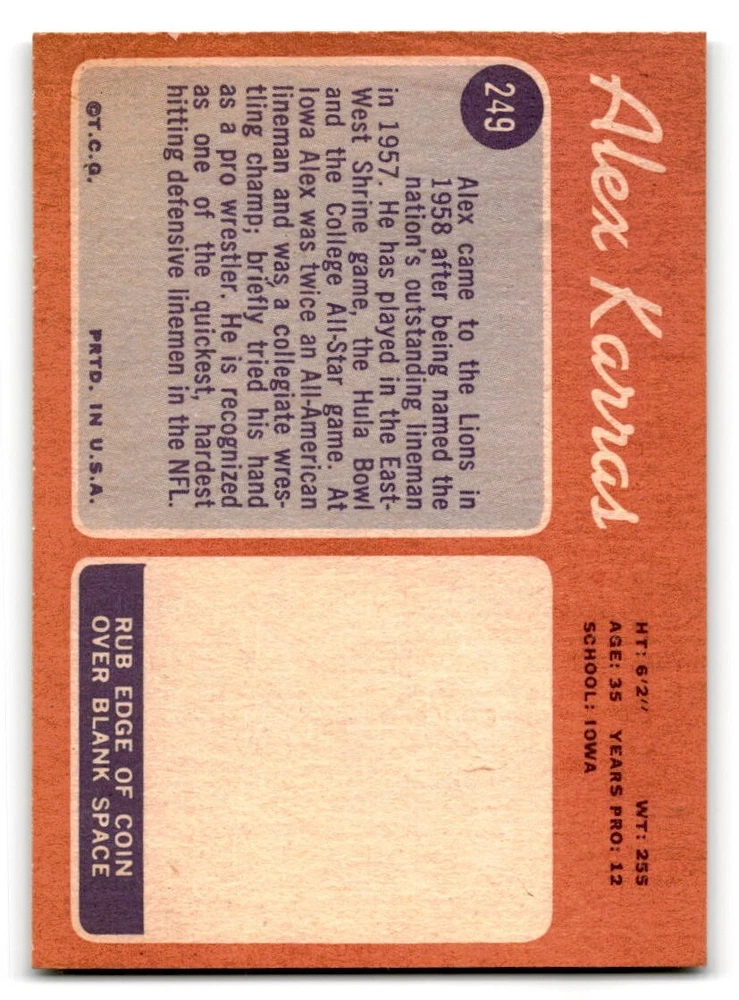 Alex Karras
HT: 6'2" WT: 255
AGE: 35 YEARS PRO: 12
SCHOOL: IOWA
249
Alex came to the Lions in
1958 after being named the
nation's outstanding lineman
in 1957. He has played in the East-
West Shrine game, the Hula Bowl
and the College All-Star game. At
Iowa Alex was twice an All-American
lineman and was a collegiate wres-
tling champ; briefly tried his hand
as a pro wrestler. He is recognized
as one of the quickest, hardest
hitting defensive linemen in the NFL.
©T.C.G. PRTD. IN U.S.A.
RUB EDGE OF COIN
OVER BLANK SPACE